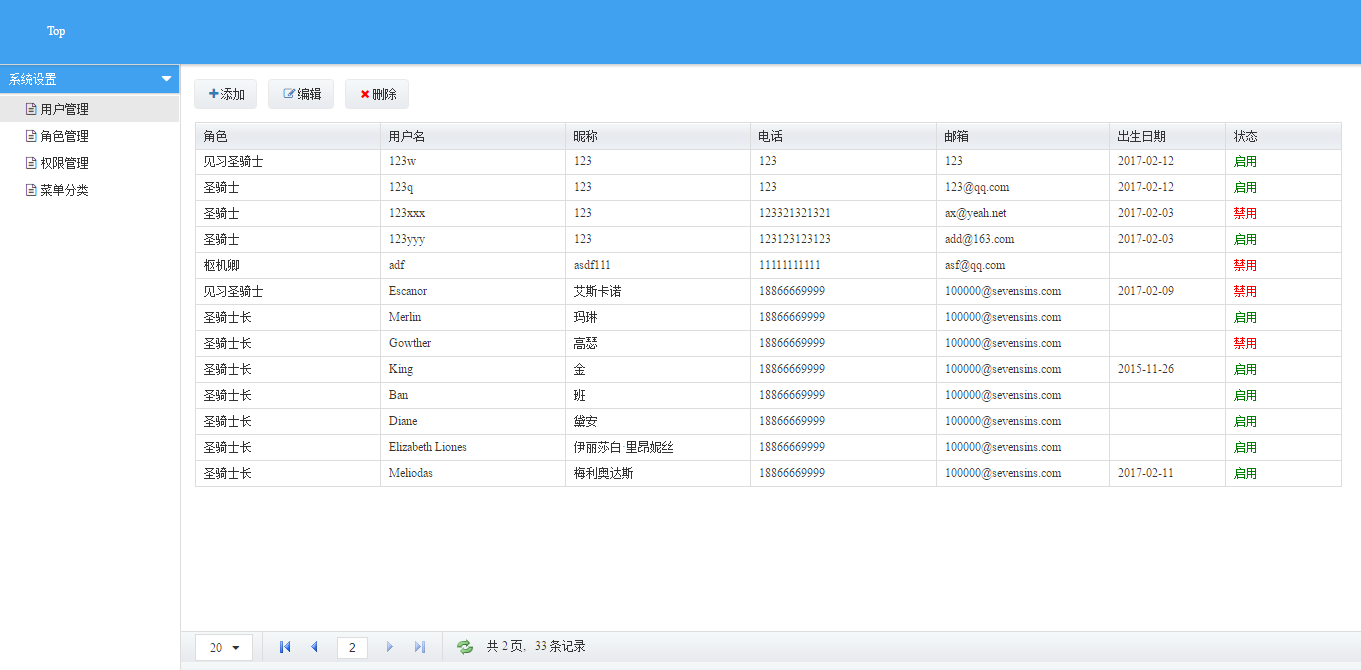 Top
系统设置
用户管理
角色管理
权限管理
菜单分类
添加 编辑 删除
角色 用户名 昵称 电话 邮箱 出生日期 状态
见习圣骑士 123w 123 123 123 2017-02-12 启用
圣骑士 123q 123 123 123@qq.com 2017-02-12 启用
圣骑士 123xxx 123 123321321321 ax@yeah.net 2017-02-03 禁用
圣骑士 123yyy 123 123123123123 add@163.com 2017-02-03 启用
枢机卿 adf asdf111 11111111111 asf@qq.com 禁用
见习圣骑士 Escanor 艾斯卡诺 18866669999 100000@sevensins.com 2017-02-09 禁用
圣骑士长 Merlin 玛琳 18866669999 100000@sevensins.com 启用
圣骑士长 Gowther 高瑟 18866669999 100000@sevensins.com 禁用
圣骑士长 King 金 18866669999 100000@sevensins.com 2015-11-26 启用
圣骑士长 Ban 班 18866669999 100000@sevensins.com 启用
圣骑士长 Diane 黛安 18866669999 100000@sevensins.com 启用
圣骑士长 Elizabeth Liones 伊丽莎白·里昂妮丝 18866669999 100000@sevensins.com 启用
圣骑士长 Meliodas 梅利奥达斯 18866669999 100000@sevensins.com 2017-02-11 启用
20 2 共 2 页, 33 条记录